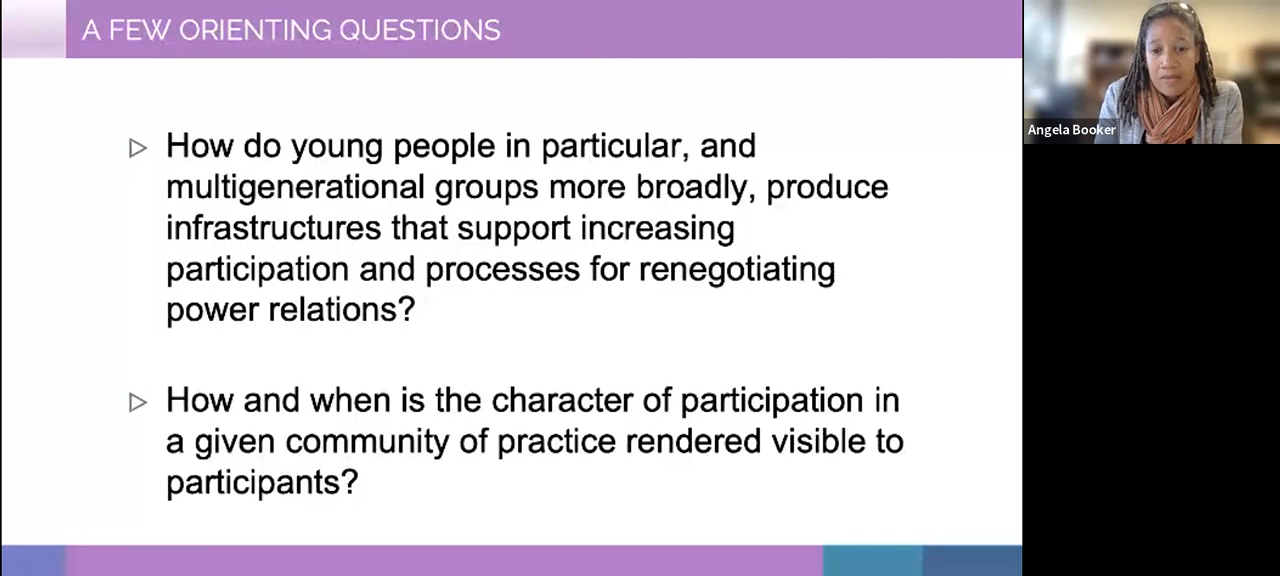 A FEW ORIENTING QUESTIONS
How do young people in particular, and
multigenerational groups more broadly, produce
infrastructures that support increasing
participation and processes for renegotiating
power relations?
How and when is the character of participation in
a given community of practice rendered visible to
participants?
Angela Booker